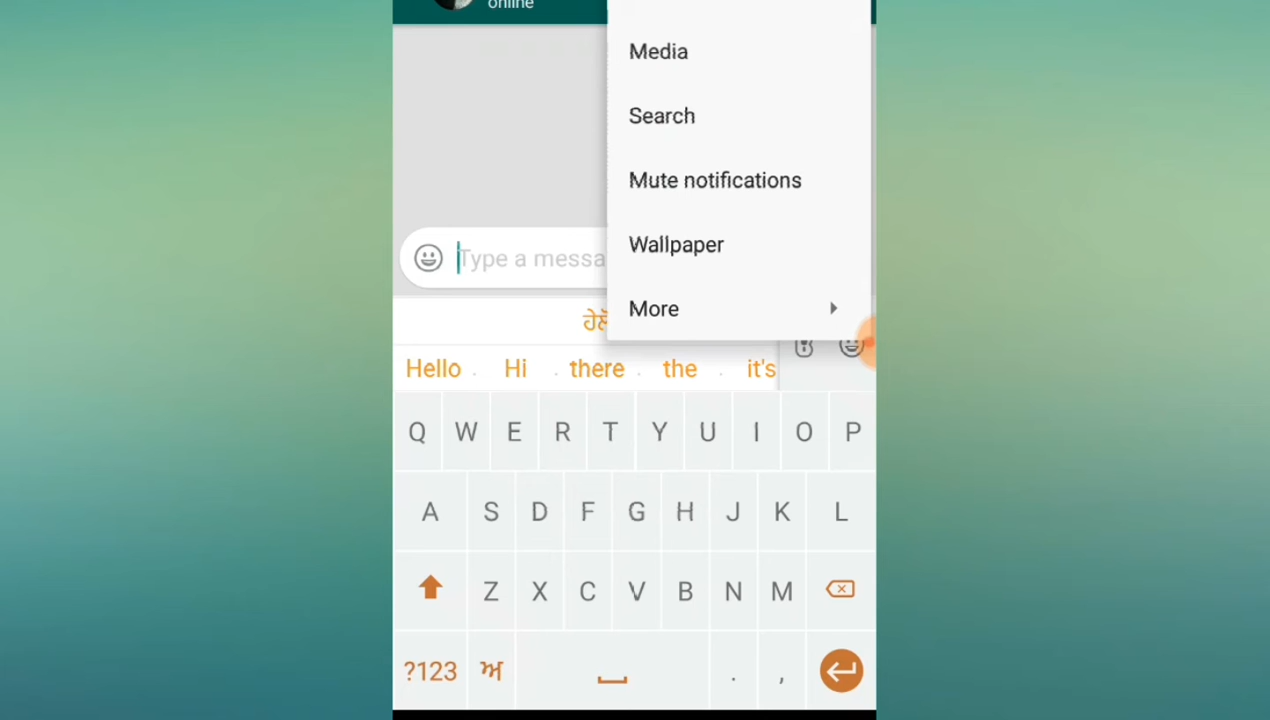 online
Media
Search
Mute notifications
Wallpaper
More
Type a messa
Hello Hi there the it's
Q W E R T Y U I O P
A S D F G H J K L
Z X C V B N M
?123 ਅ . ,